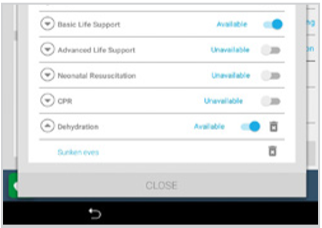 Basic Life Support Available
Advanced Life Support Unavailable
Neonatal Resuscitation Unavailable
CPR Unavailable
Dehydration Available
Sunken eyes
CLOSE